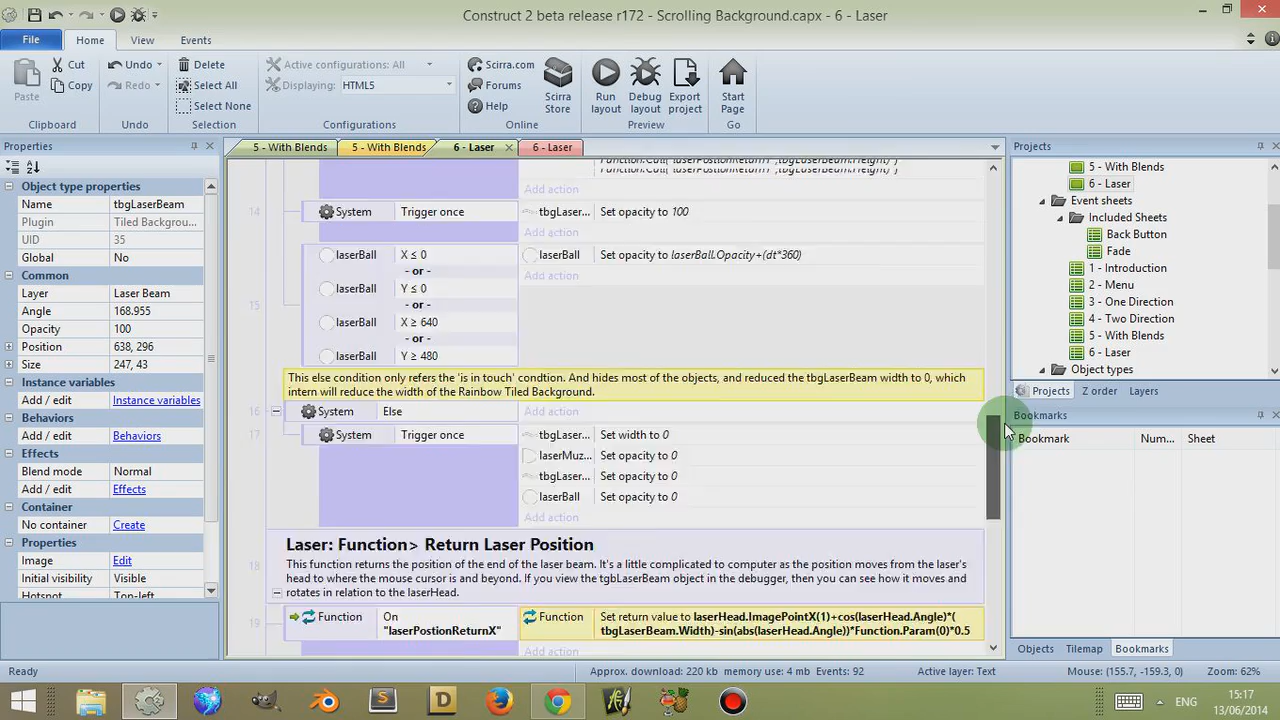 Construct 2 beta release r172 - Scrolling Background.capx - 6 - Laser
File
Home
View
Events
Paste
Cut
Copy
Clipboard
Undo
Redo
Undo
Delete
Select All
Select None
Selection
Active configurations: All
Displaying: HTML5
Configurations
Scirra.com
Forums
Help
Scirra Store
Online
Run layout
Debug layout
Export project
Preview
Start Page
Go
Properties
Object type properties
Name tbgLaserBeam
Plugin Tiled Backgroun...
UID 35
Global No
Common
Layer Laser Beam
Angle 168.955
Opacity 100
Position 638, 296
Size 247, 43
Instance variables
Add / edit Instance variables
Behaviors
Add / edit Behaviors
Effects
Blend mode Normal
Add / edit Effects
Container
No container Create
Properties
Image Edit
Initial visibility Visible
Hotspot Top-left
5 - With Blends
5 - With Blends
6 - Laser
6 - Laser
Function.Call("laserPostionReturnY",tbgLaserBeam.Height)")
Add action
14 System Trigger once tbgLaser... Set opacity to 100
Add action
laserBall X ≤ 0 laserBall Set opacity to laserBall.Opacity+(dt*360)
- or - Add action
laserBall Y ≤ 0
15 - or -
laserBall X ≥ 640
- or -
laserBall Y ≥ 480
This else condition only refers the 'is in touch' condtion. And hides most of the objects, and reduced the tbgLaserBeam width to 0, which
intern will reduce the width of the Rainbow Tiled Background.
16 System Else Add action
17 System Trigger once tbgLaser... Set width to 0
laserMuz... Set opacity to 0
tbgLaser... Set opacity to 0
laserBall Set opacity to 0
Add action
Laser: Function> Return Laser Position
18 This function returns the position of the end of the laser beam. It's a little complicated to computer as the position moves from the laser's
head to where the mouse cursor is and beyond. If you view the tgbLaserBeam object in the debugger, then you can see how it moves and
rotates in relation to the laserHead.
19 Function On "laserPostionReturnX" Function Set return value to laserHead.ImagePointX(1)+cos(laserHead.Angle)*(
tbgLaserBeam.Width)-sin(abs(laserHead.Angle))*Function.Param(0)*0.5
Add action
Projects
5 - With Blends
6 - Laser
Event sheets
Included Sheets
Back Button
Fade
1 - Introduction
2 - Menu
3 - One Direction
4 - Two Direction
5 - With Blends
6 - Laser
Object types
Projects
Z order
Layers
Bookmarks
Bookmark Num... Sheet
Objects
Tilemap
Bookmarks
Ready
Approx. download: 220 kb memory use: 4 mb Events: 92
Active layer: Text
Mouse: (155.7, -159.3, 0)
Zoom: 62%
ENG
15:17
13/06/2014